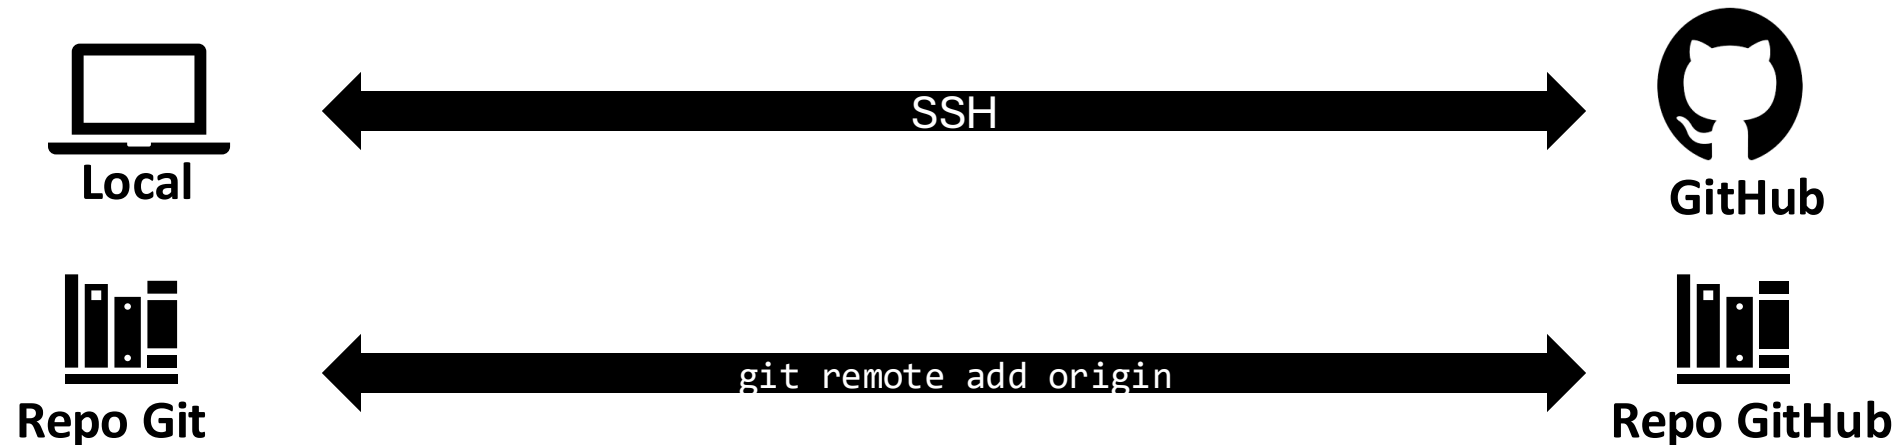 SSH
Local
GitHub
git remote add origin
Repo Git
Repo GitHub